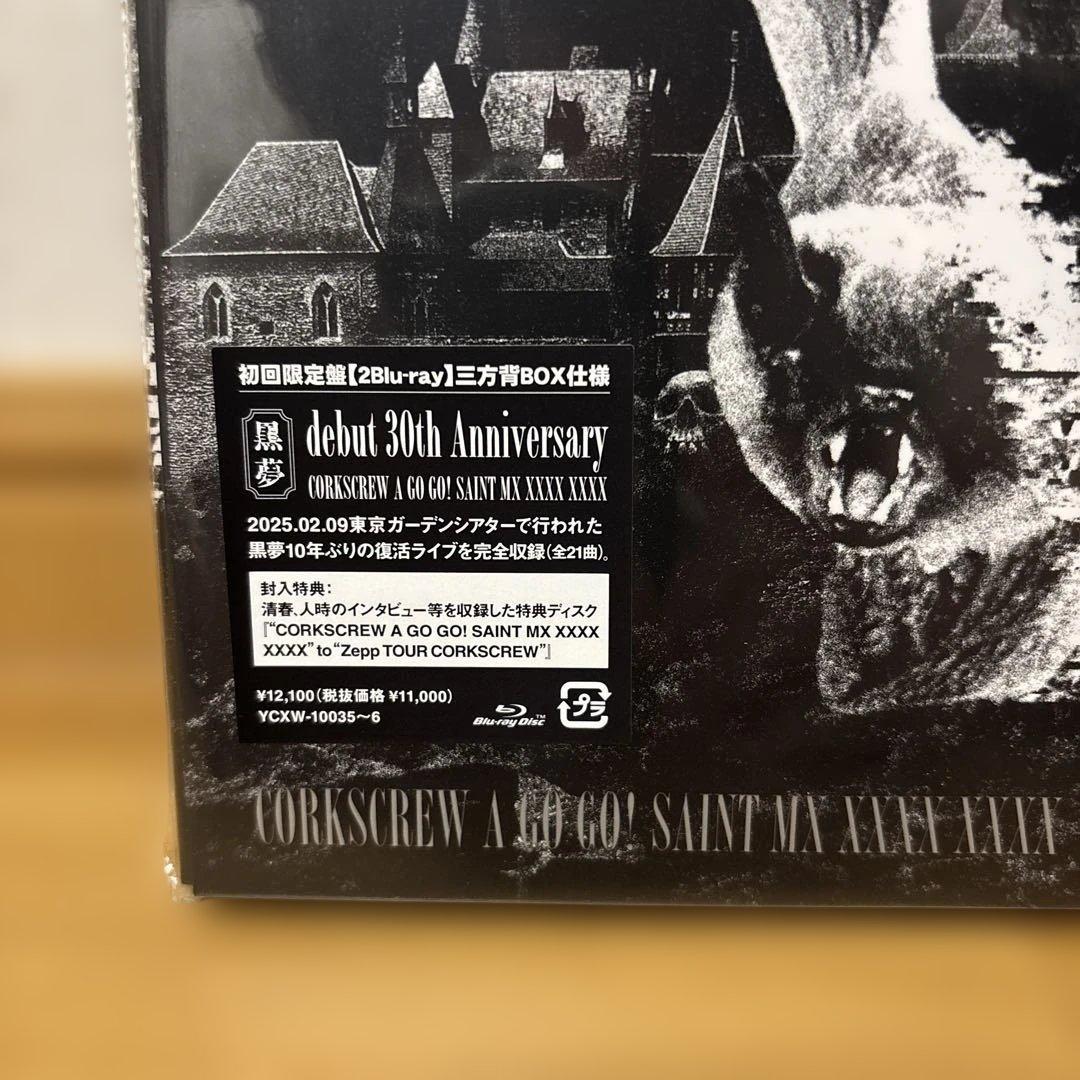 初回限定盤【2Blu-ray】三方背BOX仕様
黒夢
debut 30th Anniversary
CORKSCREW A GO GO! SAINT MX XXXX XXXX
2025.02.09東京ガーデンシアターで行われた
黒夢10年ぶりの復活ライブを完全収録(全21曲)。
封入特典:
清春、人時のインタビュー等を収録した特典ディスク
『“CORKSCREW A GO GO! SAINT MX XXXX
XXXX” to “Zepp TOUR CORKSCREW”』
¥12,100(税抜価格 ¥11,000)
YCXW-10035〜6
Blu-ray Disc™
プラ
CORKSCREW A GO GO! SAINT MX XXXX XXXX